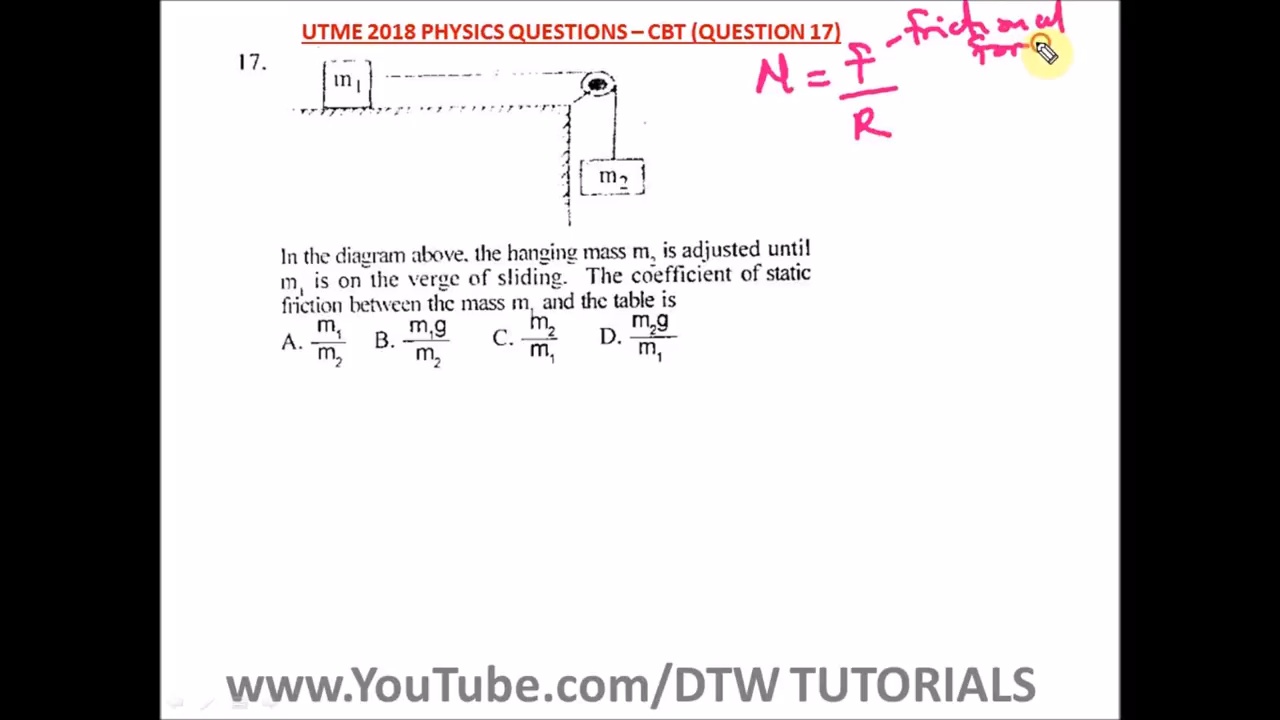 UTME 2018 PHYSICS QUESTIONS – CBT (QUESTION 17)
17.
m₁
m₂
M = f/R
- frictional
for
In the diagram above, the hanging mass m₂ is adjusted until
m₁ is on the verge of sliding. The coefficient of static
friction between the mass m₁ and the table is
A. m₁/m₂ B. m₁g/m₂ C. m₂/m₁ D. m₂g/m₁
www.YouTube.com/DTW TUTORIALS